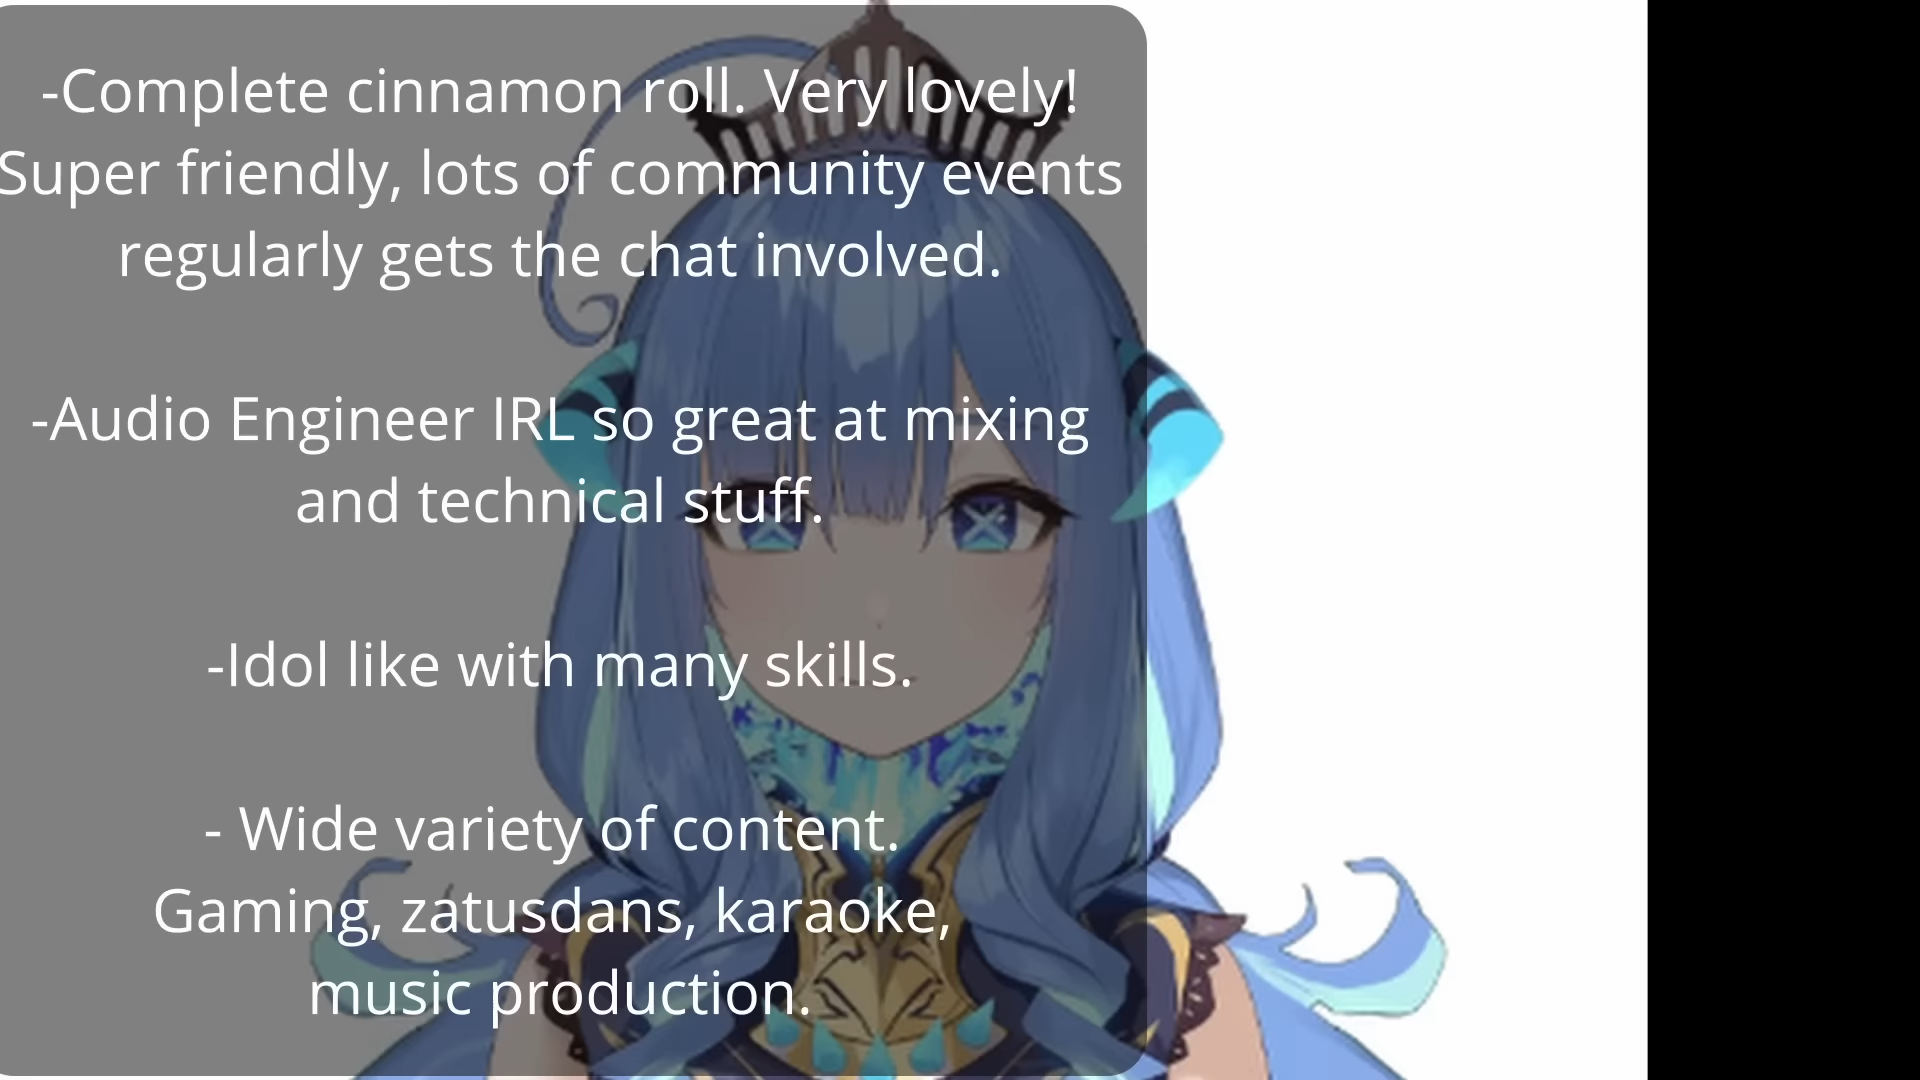 -Complete cinnamon roll. Very lovely!
Super friendly, lots of community events
regularly gets the chat involved.
-Audio Engineer IRL so great at mixing
and technical stuff.
-Idol like with many skills.
- Wide variety of content.
Gaming, zatusdans, karaoke,
music production.